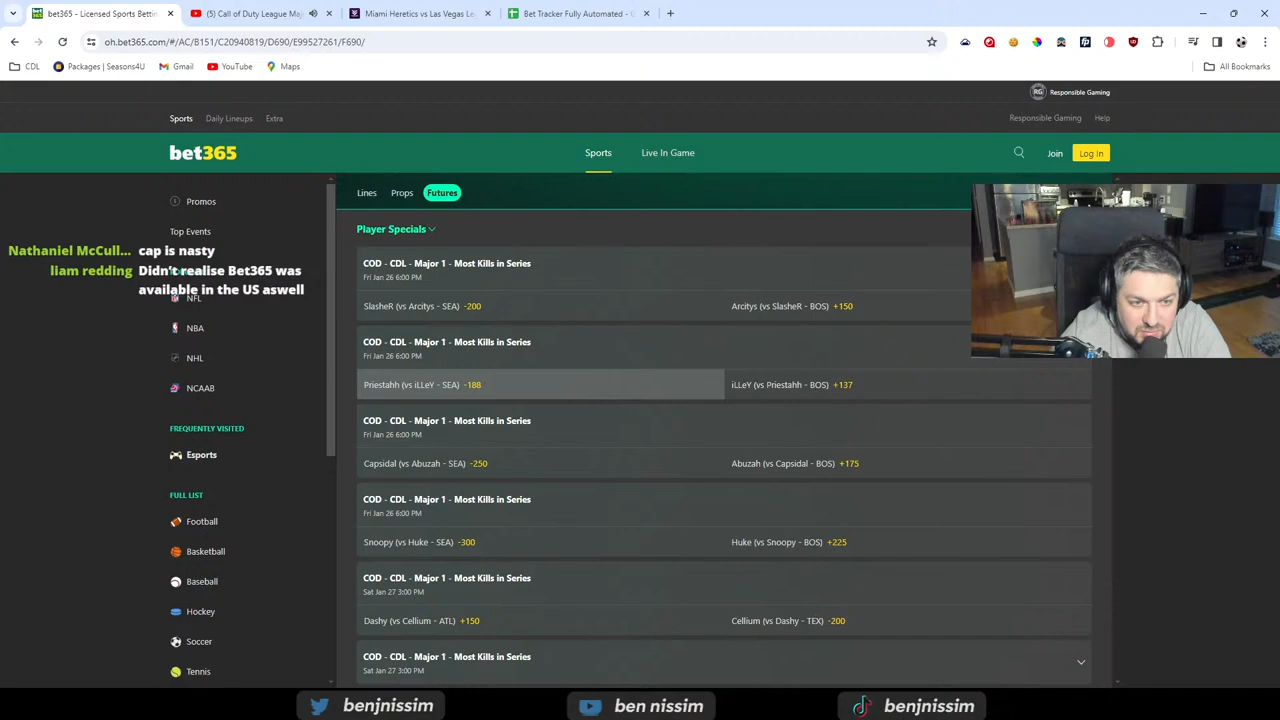 bet365 - Licensed Sports Bettin
(5) Call of Duty League Maj
Miami Heretics vs Las Vegas Le
Bet Tracker Fully Automated - G
oh.bet365.com/#/AC/B151/C20940819/D690/E99527261/F690/
CDL
Packages | Seasons4U
Gmail
YouTube
Maps
All Bookmarks
RG Responsible Gaming
Sports Daily Lineups Extra
Responsible Gaming Help
bet365
Sports Live In Game
Join Log In
Promos
Top Events
Nathaniel McCull... cap is nasty
liam redding Didn't realise Bet365 was
available in the US aswell
NFL
NBA
NHL
NCAAB
FREQUENTLY VISITED
Esports
FULL LIST
Football
Basketball
Baseball
Hockey
Soccer
Tennis
Lines Props Futures
Player Specials
COD - CDL - Major 1 - Most Kills in Series
Fri Jan 26 6:00 PM
SlasheR (vs Arcitys - SEA) -200
Arcitys (vs SlasheR - BOS) +150
COD - CDL - Major 1 - Most Kills in Series
Fri Jan 26 6:00 PM
Priestahh (vs iLLeY - SEA) -188
iLLeY (vs Priestahh - BOS) +137
COD - CDL - Major 1 - Most Kills in Series
Fri Jan 26 6:00 PM
Capsidal (vs Abuzah - SEA) -250
Abuzah (vs Capsidal - BOS) +175
COD - CDL - Major 1 - Most Kills in Series
Fri Jan 26 6:00 PM
Snoopy (vs Huke - SEA) -300
Huke (vs Snoopy - BOS) +225
COD - CDL - Major 1 - Most Kills in Series
Sat Jan 27 3:00 PM
Dashy (vs Cellium - ATL) +150
Cellium (vs Dashy - TEX) -200
COD - CDL - Major 1 - Most Kills in Series
Sat Jan 27 3:00 PM
benjnissim
ben nissim
benjnissim